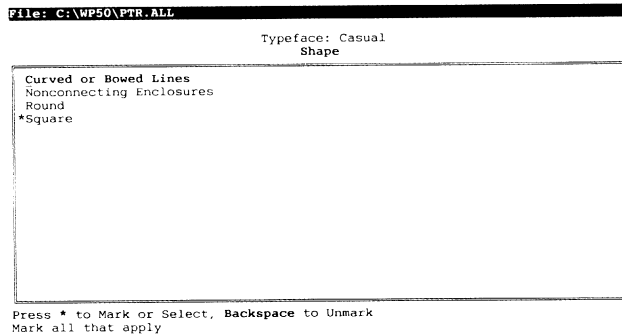 File: C:\WP50\PTR.ALL
Typeface: Casual
Shape
Curved or Bowed Lines
Nonconnecting Enclosures
Round
*Square
Press * to Mark or Select, Backspace to Unmark
Mark all that apply